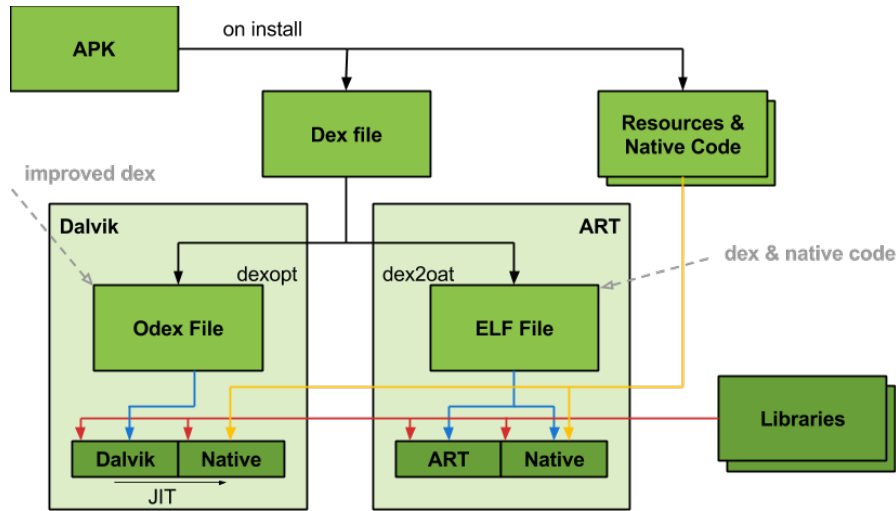 APK
on install
Dex file
Resources &
Native Code
improved dex
Dalvik
ART
dexopt
dex2oat
dex & native code
Odex File
ELF File
Libraries
Dalvik
Native
ART
Native
JIT